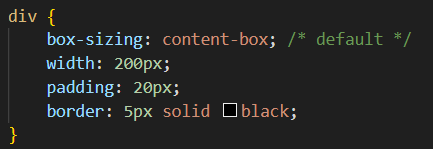 div {
    box-sizing: content-box; /* default */
    width: 200px;
    padding: 20px;
    border: 5px solid black;
}